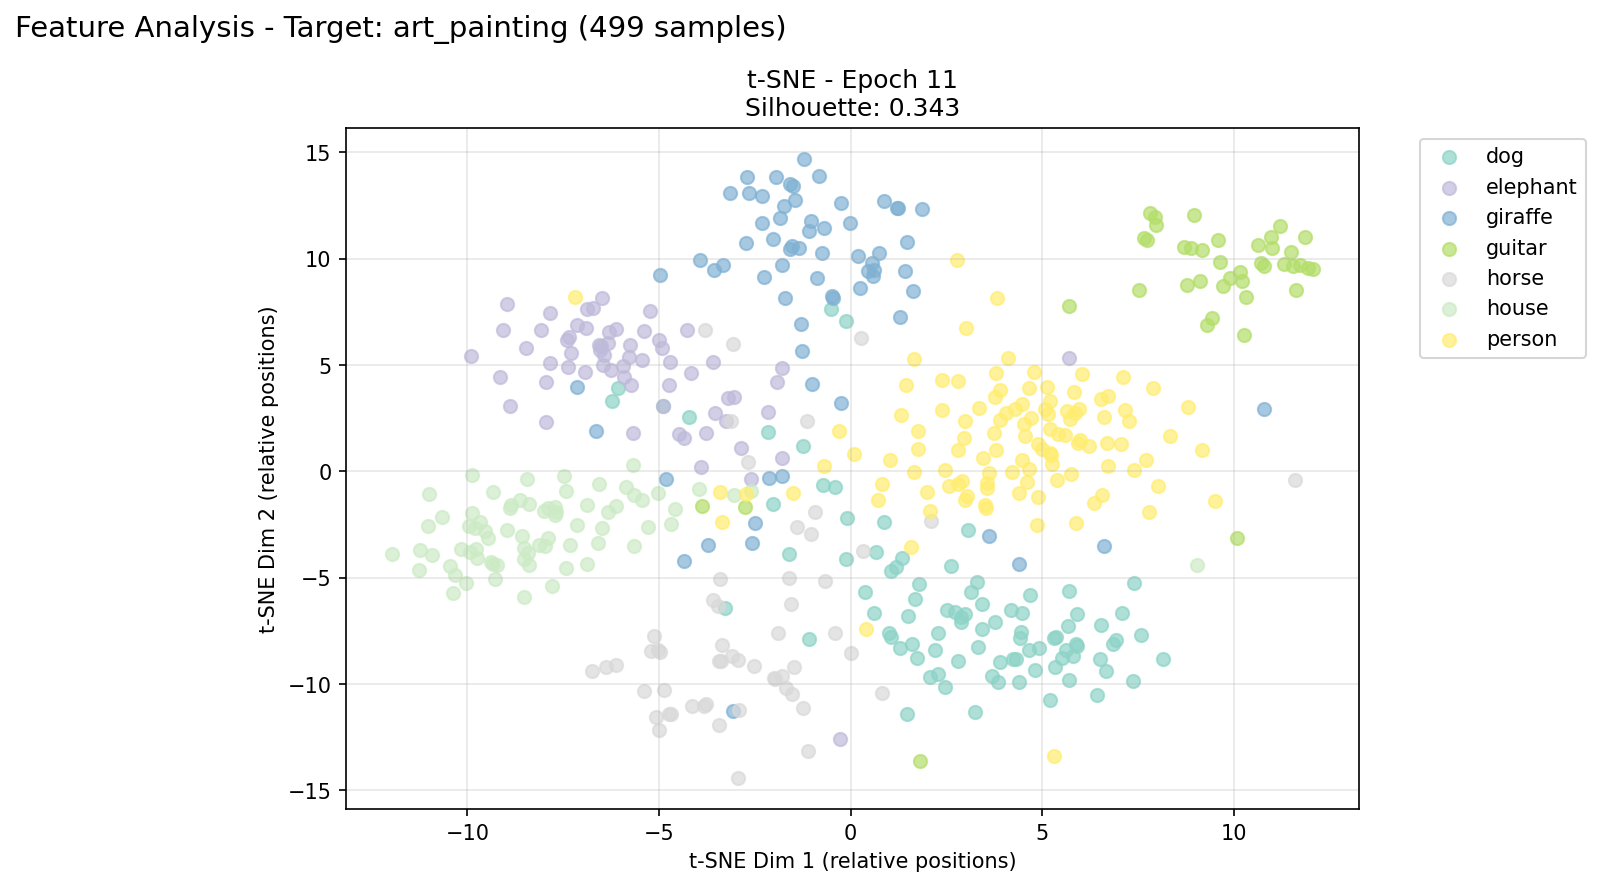 Feature Analysis - Target: art_painting (499 samples)
t-SNE - Epoch 11
Silhouette: 0.343
15
10
5
0
−5
−10
−15
t-SNE Dim 2 (relative positions)
−10
−5
0
5
10
t-SNE Dim 1 (relative positions)
dog
elephant
giraffe
guitar
horse
house
person